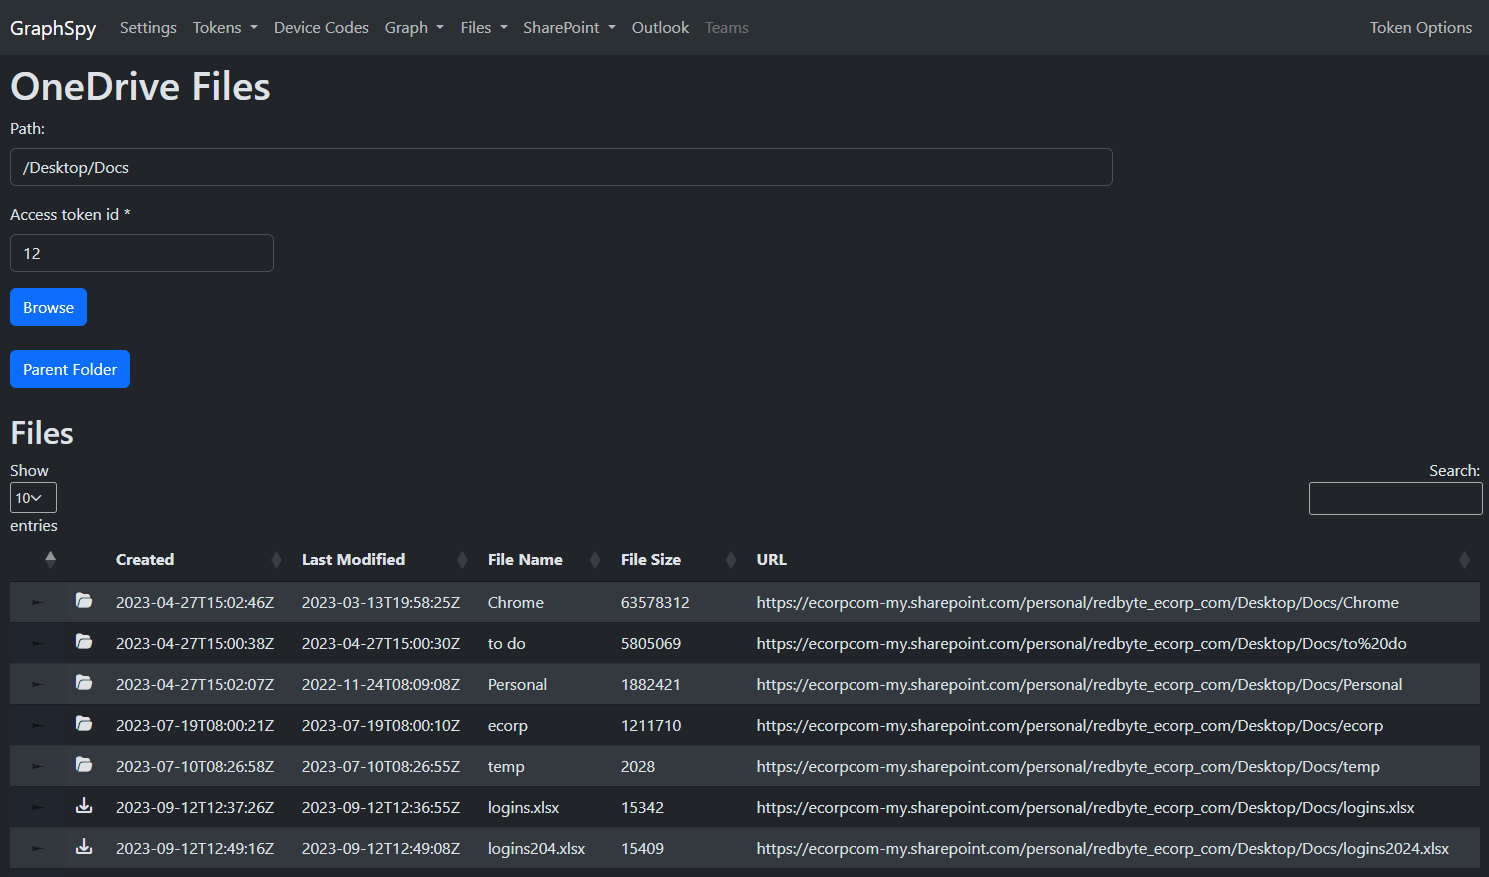 GraphSpy Settings Tokens Device Codes Graph Files SharePoint Outlook Teams Token Options
OneDrive Files
Path:
/Desktop/Docs
Access token id *
12
Browse
Parent Folder
Files
Show
10
entries
Search:
Created Last Modified File Name File Size URL
2023-04-27T15:02:46Z 2023-03-13T19:58:25Z Chrome 63578312 https://ecorpcom-my.sharepoint.com/personal/redbyte_ecorp_com/Desktop/Docs/Chrome
2023-04-27T15:00:38Z 2023-04-27T15:00:30Z to do 5805069 https://ecorpcom-my.sharepoint.com/personal/redbyte_ecorp_com/Desktop/Docs/to%20do
2023-04-27T15:02:07Z 2022-11-24T08:09:08Z Personal 1882421 https://ecorpcom-my.sharepoint.com/personal/redbyte_ecorp_com/Desktop/Docs/Personal
2023-07-19T08:00:21Z 2023-07-19T08:00:10Z ecorp 1211710 https://ecorpcom-my.sharepoint.com/personal/redbyte_ecorp_com/Desktop/Docs/ecorp
2023-07-10T08:26:58Z 2023-07-10T08:26:55Z temp 2028 https://ecorpcom-my.sharepoint.com/personal/redbyte_ecorp_com/Desktop/Docs/temp
2023-09-12T12:37:26Z 2023-09-12T12:36:55Z logins.xlsx 15342 https://ecorpcom-my.sharepoint.com/personal/redbyte_ecorp_com/Desktop/Docs/logins.xlsx
2023-09-12T12:49:16Z 2023-09-12T12:49:08Z logins204.xlsx 15409 https://ecorpcom-my.sharepoint.com/personal/redbyte_ecorp_com/Desktop/Docs/logins2024.xlsx